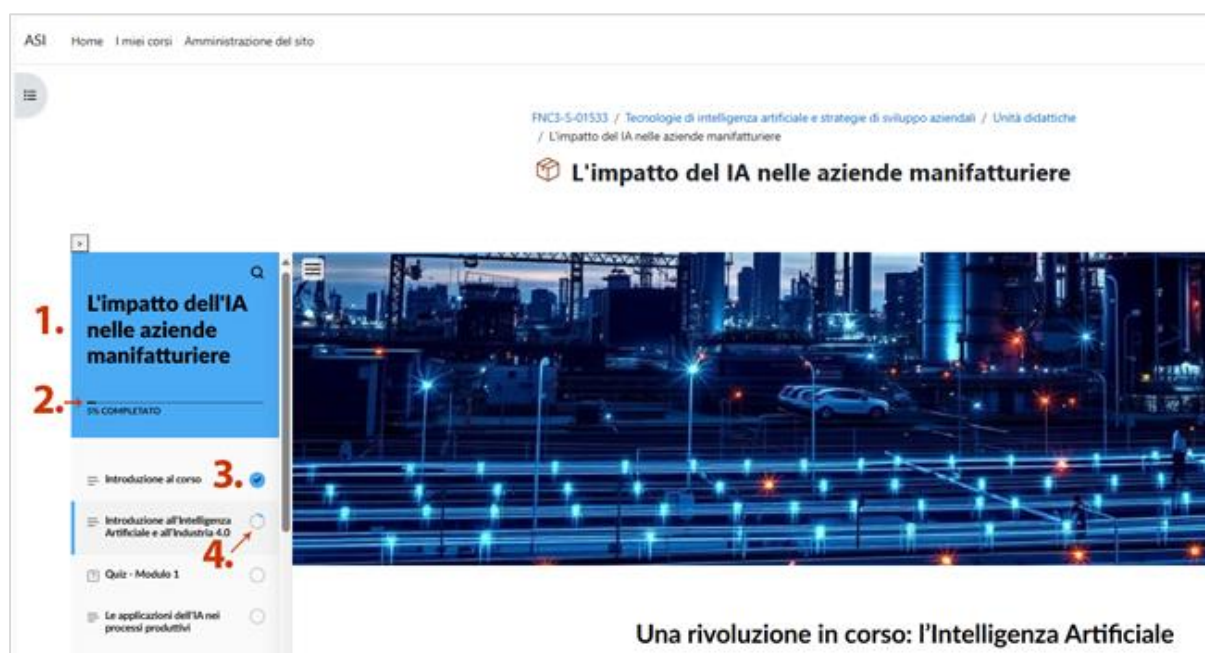 ASI Home I miei corsi Amministrazione del sito
FNC3-S-01533 / Tecnologie di intelligenza artificiale e strategie di sviluppo aziendali / Unità didattiche
/ L'impatto del IA nelle aziende manifatturiere
L'impatto del IA nelle aziende manifatturiere
1.
L'impatto dell'IA
nelle aziende
manifatturiere
2.
5% COMPLETATO
Introduzione al corso
3.
Introduzione all'Intelligenza
Artificiale e all'Industria 4.0
4.
Quiz - Modulo 1
Le applicazioni dell'IA nei
processi produttivi
Una rivoluzione in corso: l'Intelligenza Artificiale